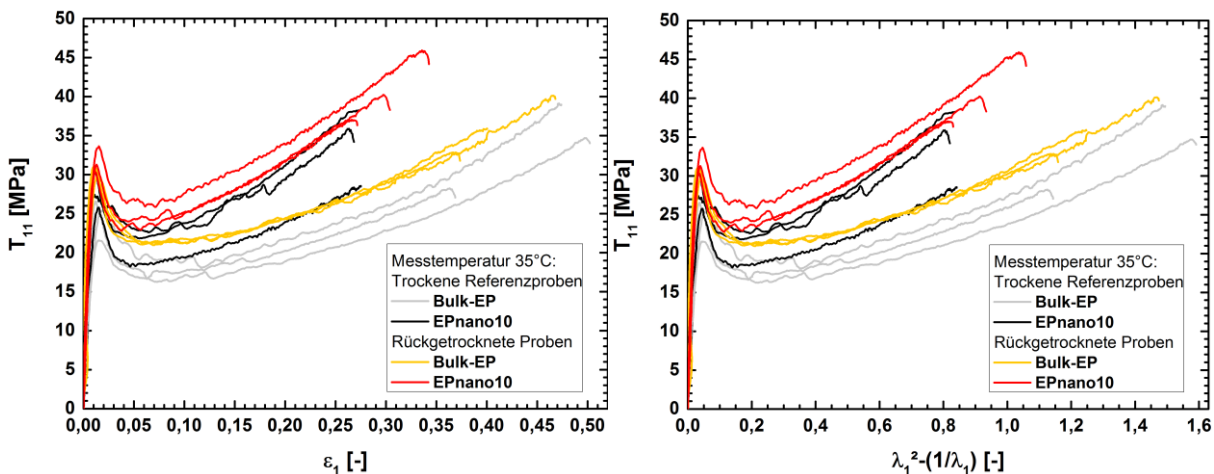 T11 [MPa]
50
45
40
35
30
25
20
15
10
5
0
Messtemperatur 35°C:
Trockene Referenzproben
Bulk-EP
EPnano10
Rückgetrocknete Proben
Bulk-EP
EPnano10
0,00 0,05 0,10 0,15 0,20 0,25 0,30 0,35 0,40 0,45 0,50
ε1 [-]
T11 [MPa]
50
45
40
35
30
25
20
15
10
5
0
Messtemperatur 35°C:
Trockene Referenzproben
Bulk-EP
EPnano10
Rückgetrocknete Proben
Bulk-EP
EPnano10
0,0 0,2 0,4 0,6 0,8 1,0 1,2 1,4 1,6
λ1²-(1/λ1) [-]